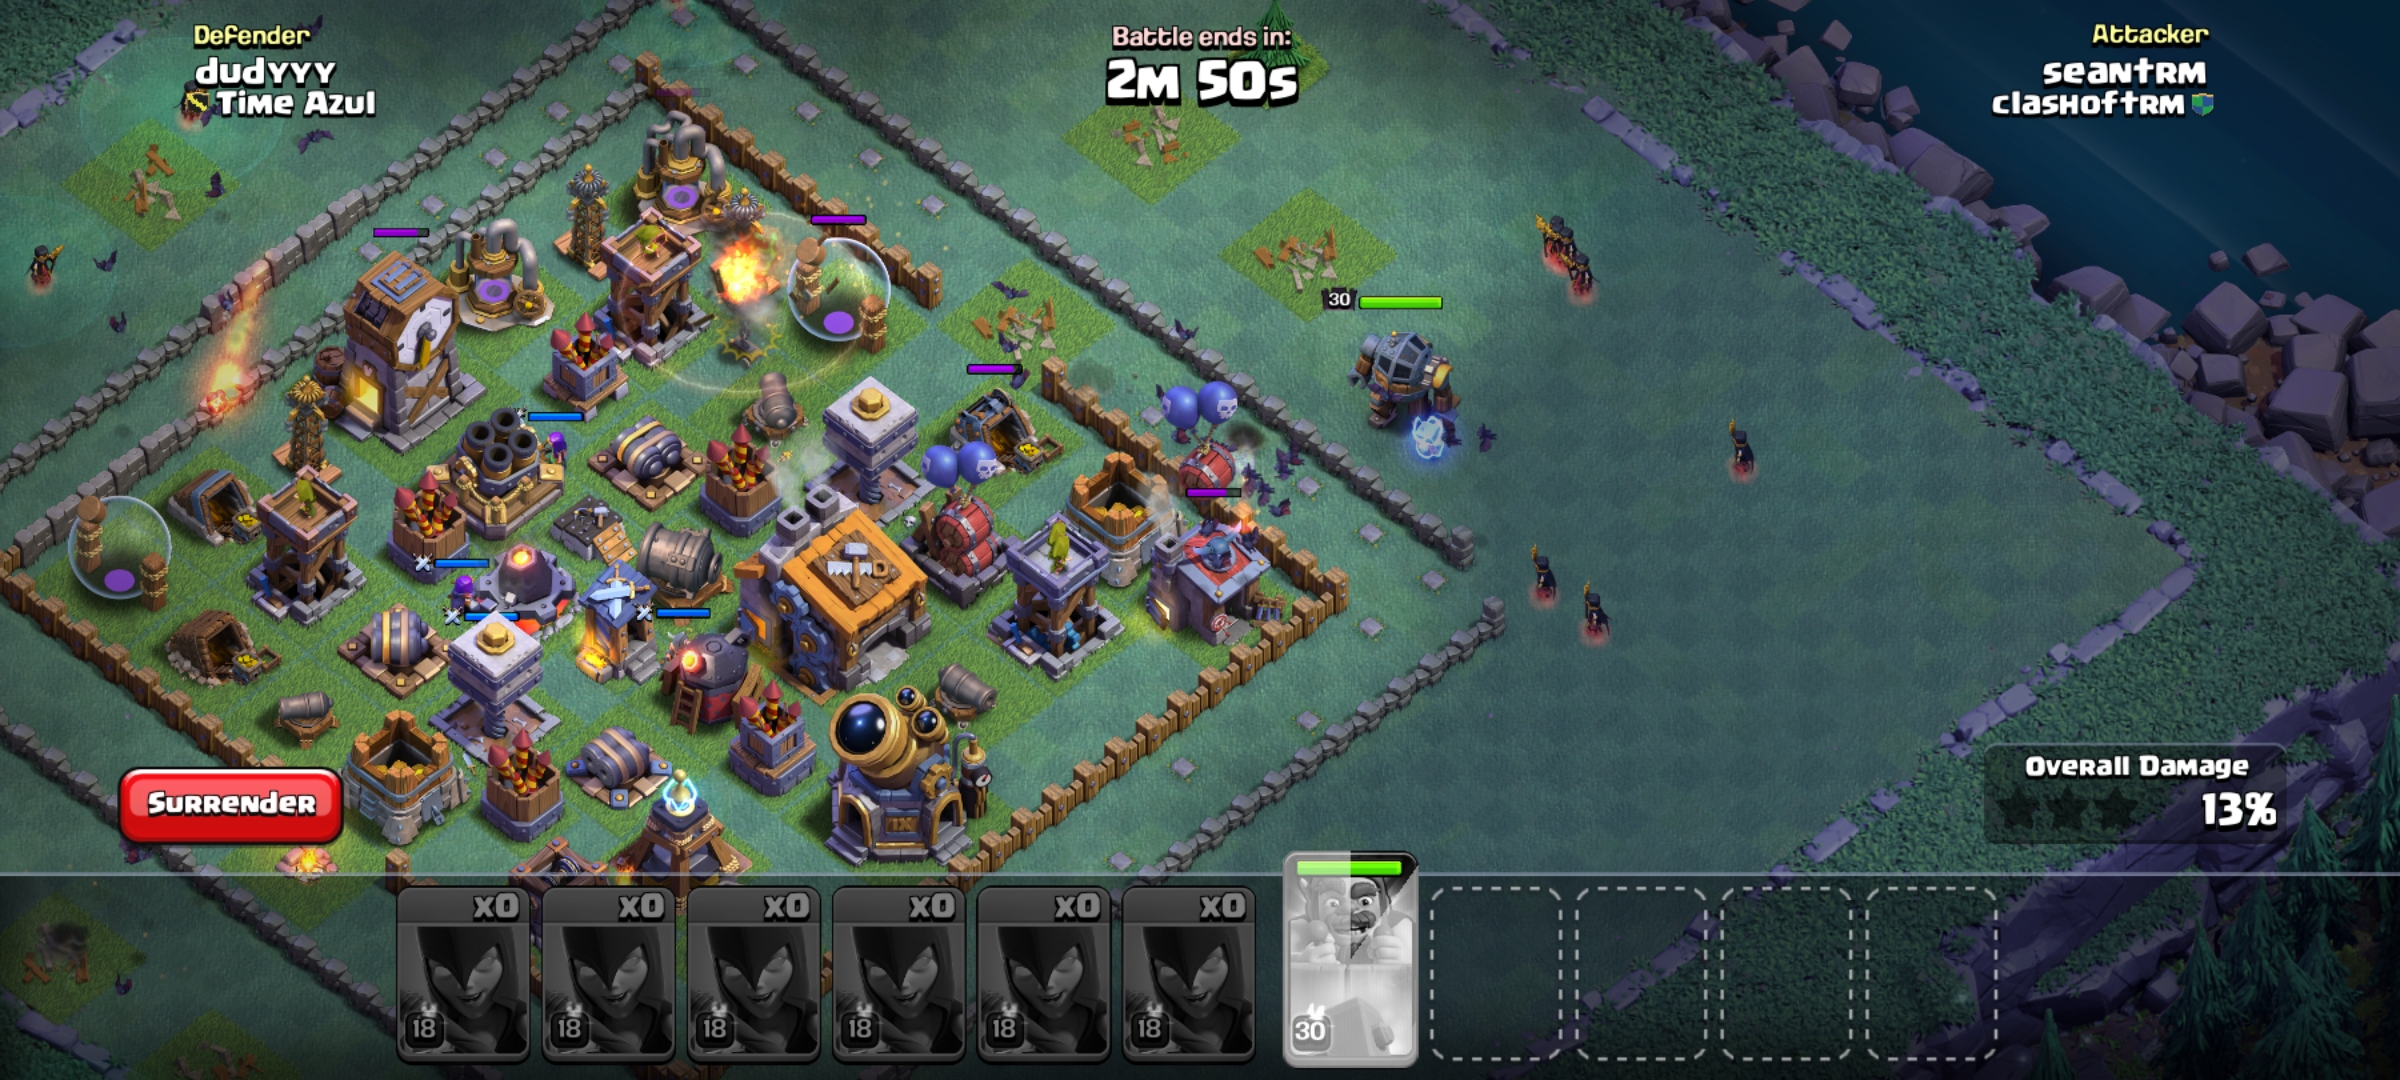 Defender
dudyyy
Time Azul
Battle ends in:
2M 50s
Attacker
seantrm
clashoftrm
30
Surrender
Overall Damage
13%
x0
x0
x0
x0
x0
x0
18
18
18
18
18
18
30
IX